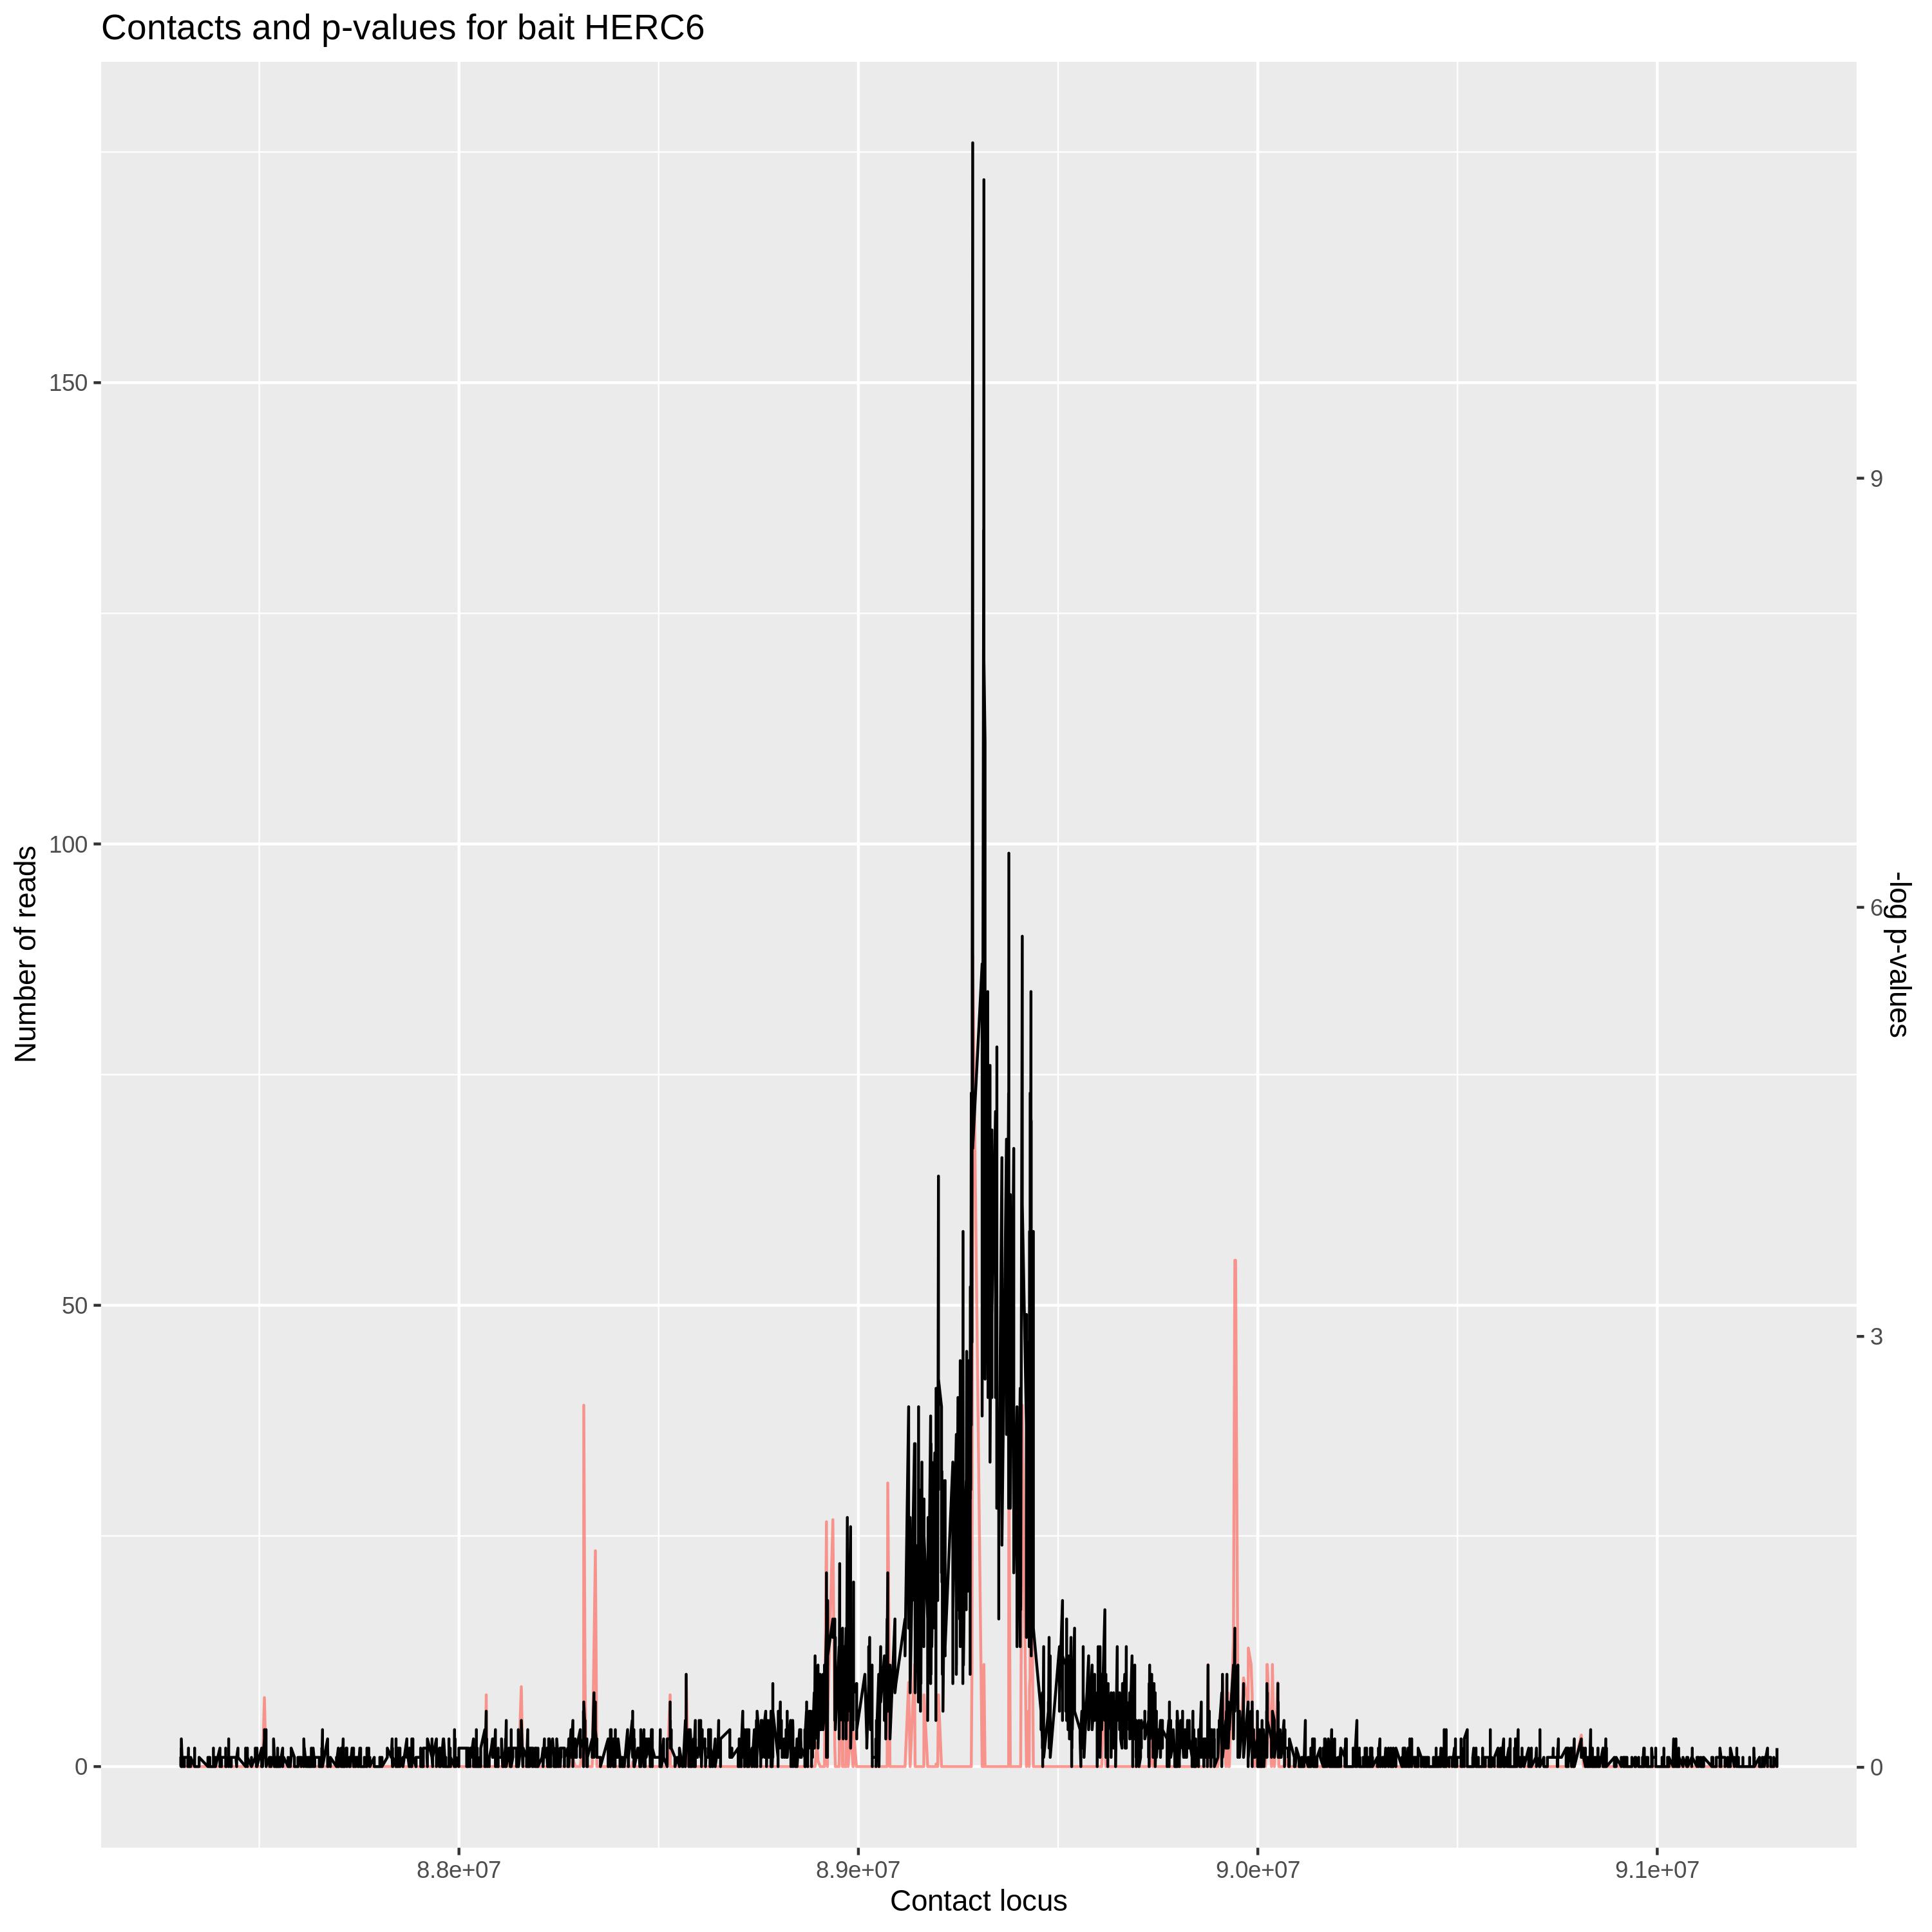 Contacts and p-values for bait HERC6
Number of reads
150
100
50
0
9
6
3
0
-log p-values
8.8e+07
8.9e+07
9.0e+07
9.1e+07
Contact locus